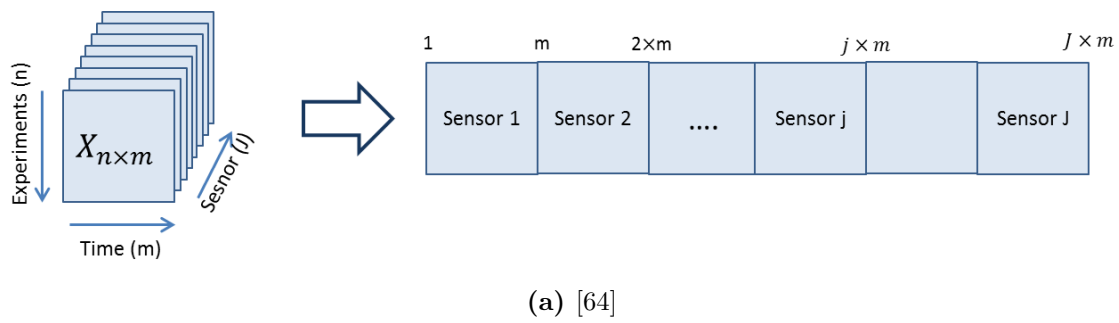 Experiments (n)
X_{n×m}
Time (m)
Sesnor (J)
1 m 2×m j × m J × m
Sensor 1 Sensor 2 .... Sensor j Sensor J
(a) [64]